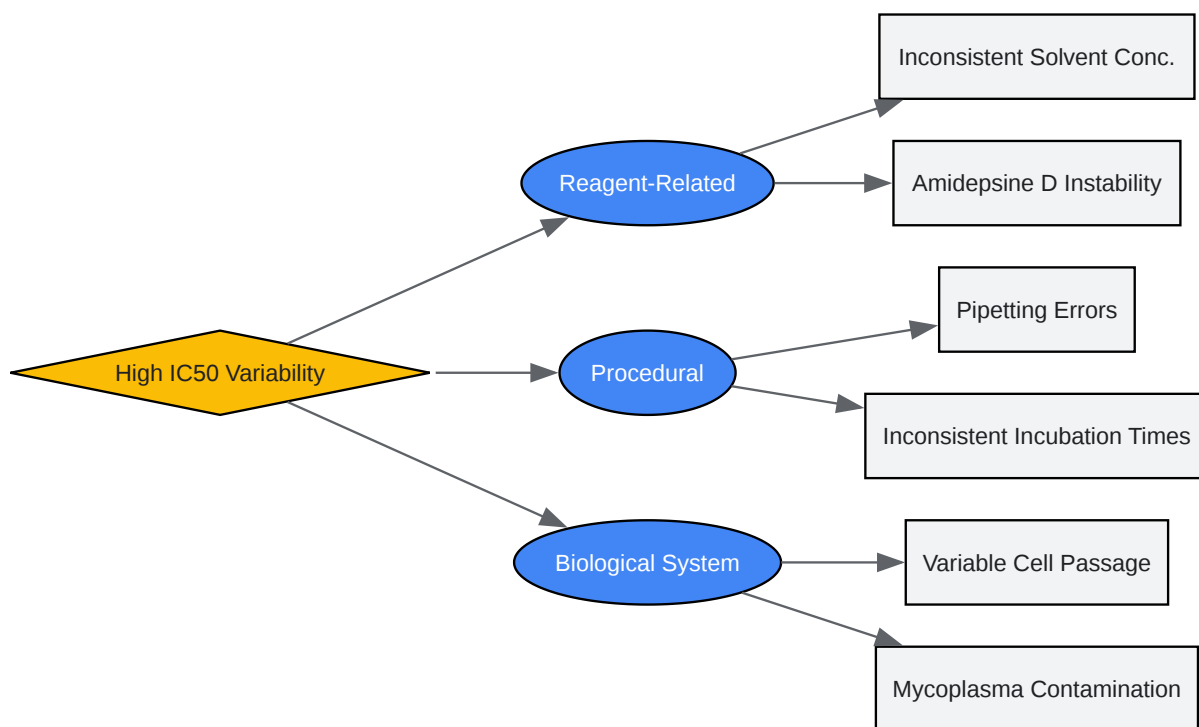 Inconsistent Solvent Conc.
Reagent-Related
Amidepsine D Instability
Pipetting Errors
High IC50 Variability
Procedural
Inconsistent Incubation Times
Biological System
Variable Cell Passage
Mycoplasma Contamination